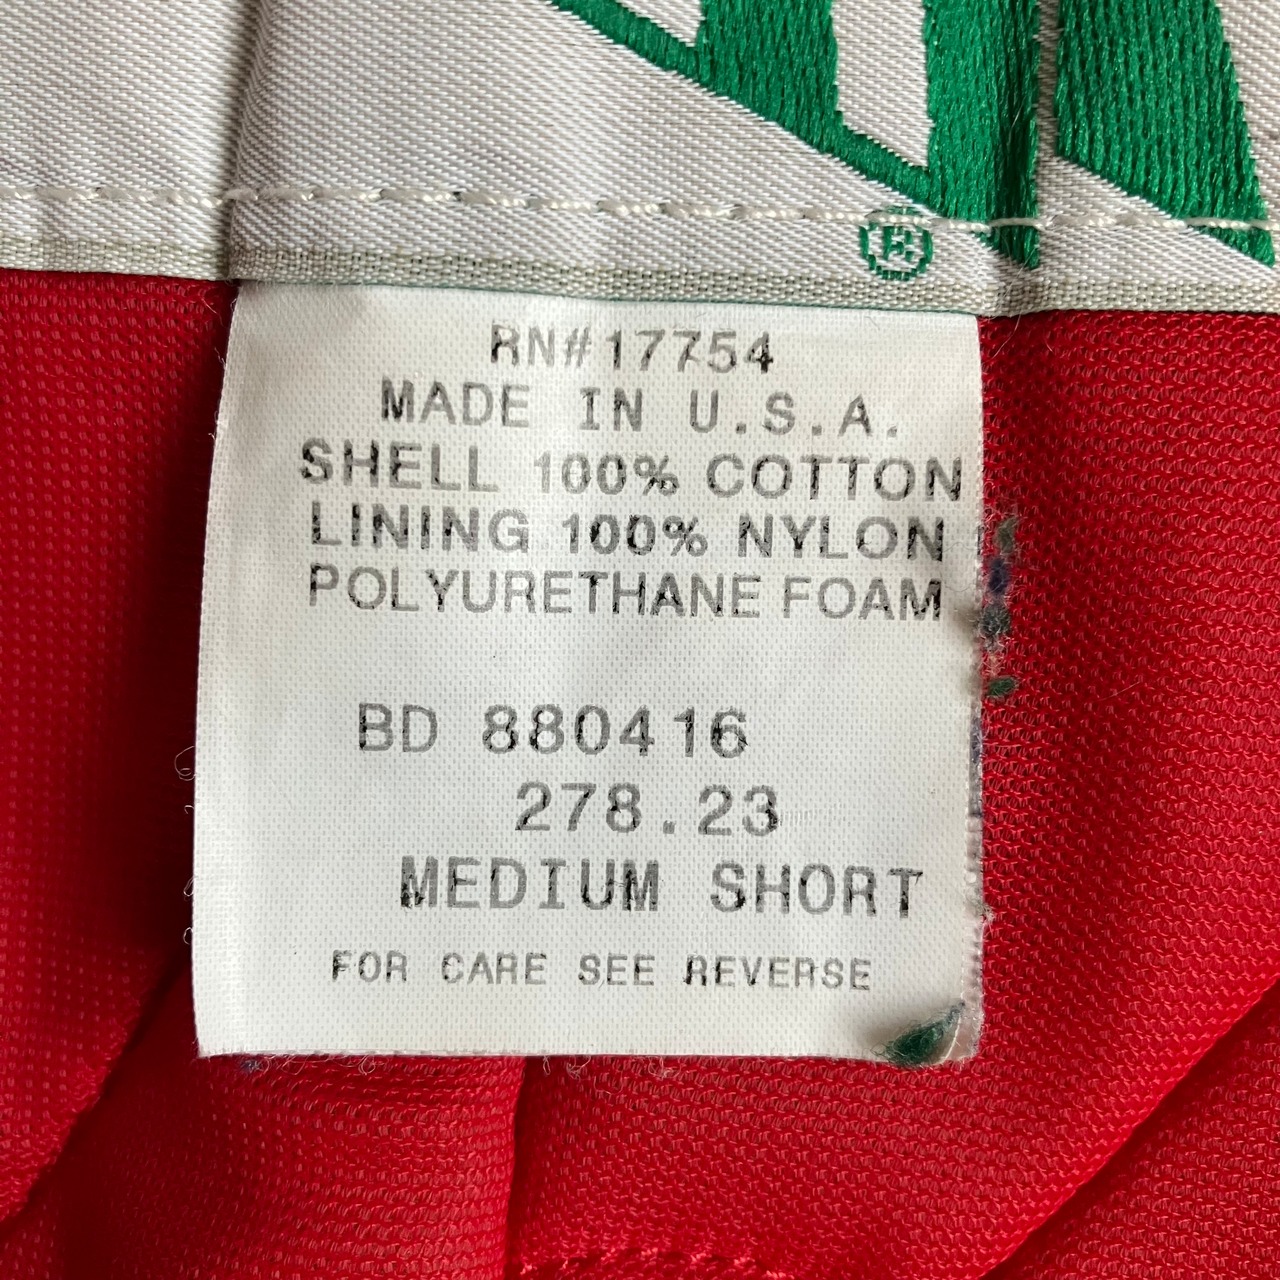 ®
RN#17754
MADE IN U.S.A.
SHELL 100% COTTON
LINING 100% NYLON
POLYURETHANE FOAM
BD 880416
278.23
MEDIUM SHORT
FOR CARE SEE REVERSE